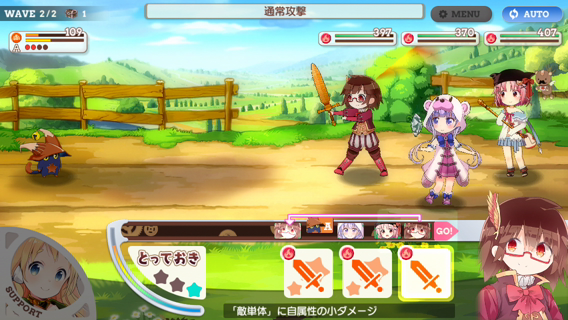 WAVE 2/2 1
通常攻撃
MENU
AUTO
109
A
397
370
407
A
GO!
とっておき
SUPPORT
「敵単体」に自属性の小ダメージ